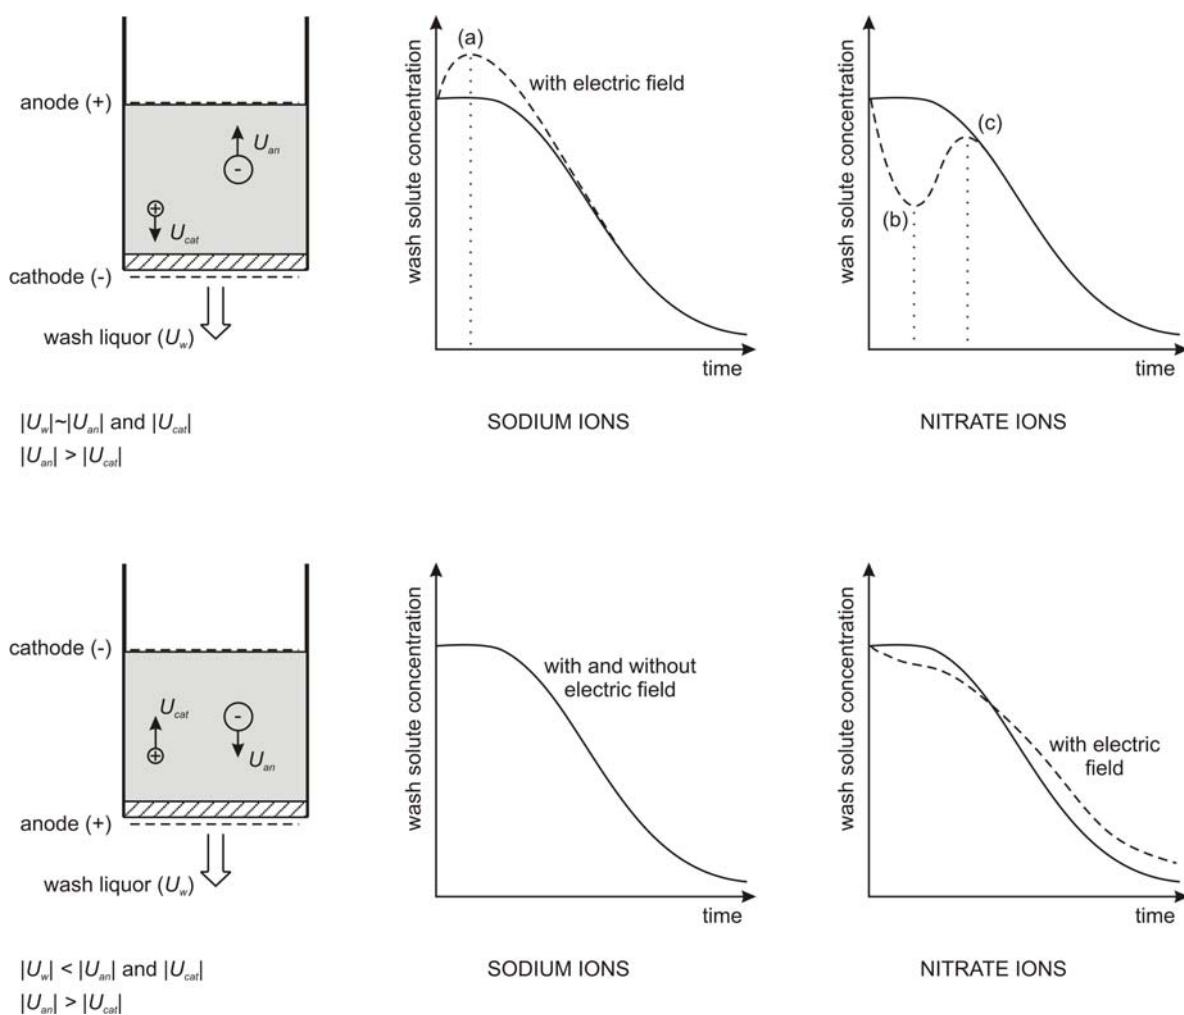 anode (+)
U_an
-
+
U_cat
cathode (-)
wash liquor (U_w)
|U_w|~|U_an| and |U_cat|
|U_an| > |U_cat|
wash solute concentration
(a)
with electric field
time
SODIUM IONS
wash solute concentration
(b)
(c)
time
NITRATE IONS
cathode (-)
U_cat
-
+
U_an
anode (+)
wash liquor (U_w)
|U_w| < |U_an| and |U_cat|
|U_an| > |U_cat|
wash solute concentration
with and without
electric field
time
SODIUM IONS
wash solute concentration
with electric
field
time
NITRATE IONS